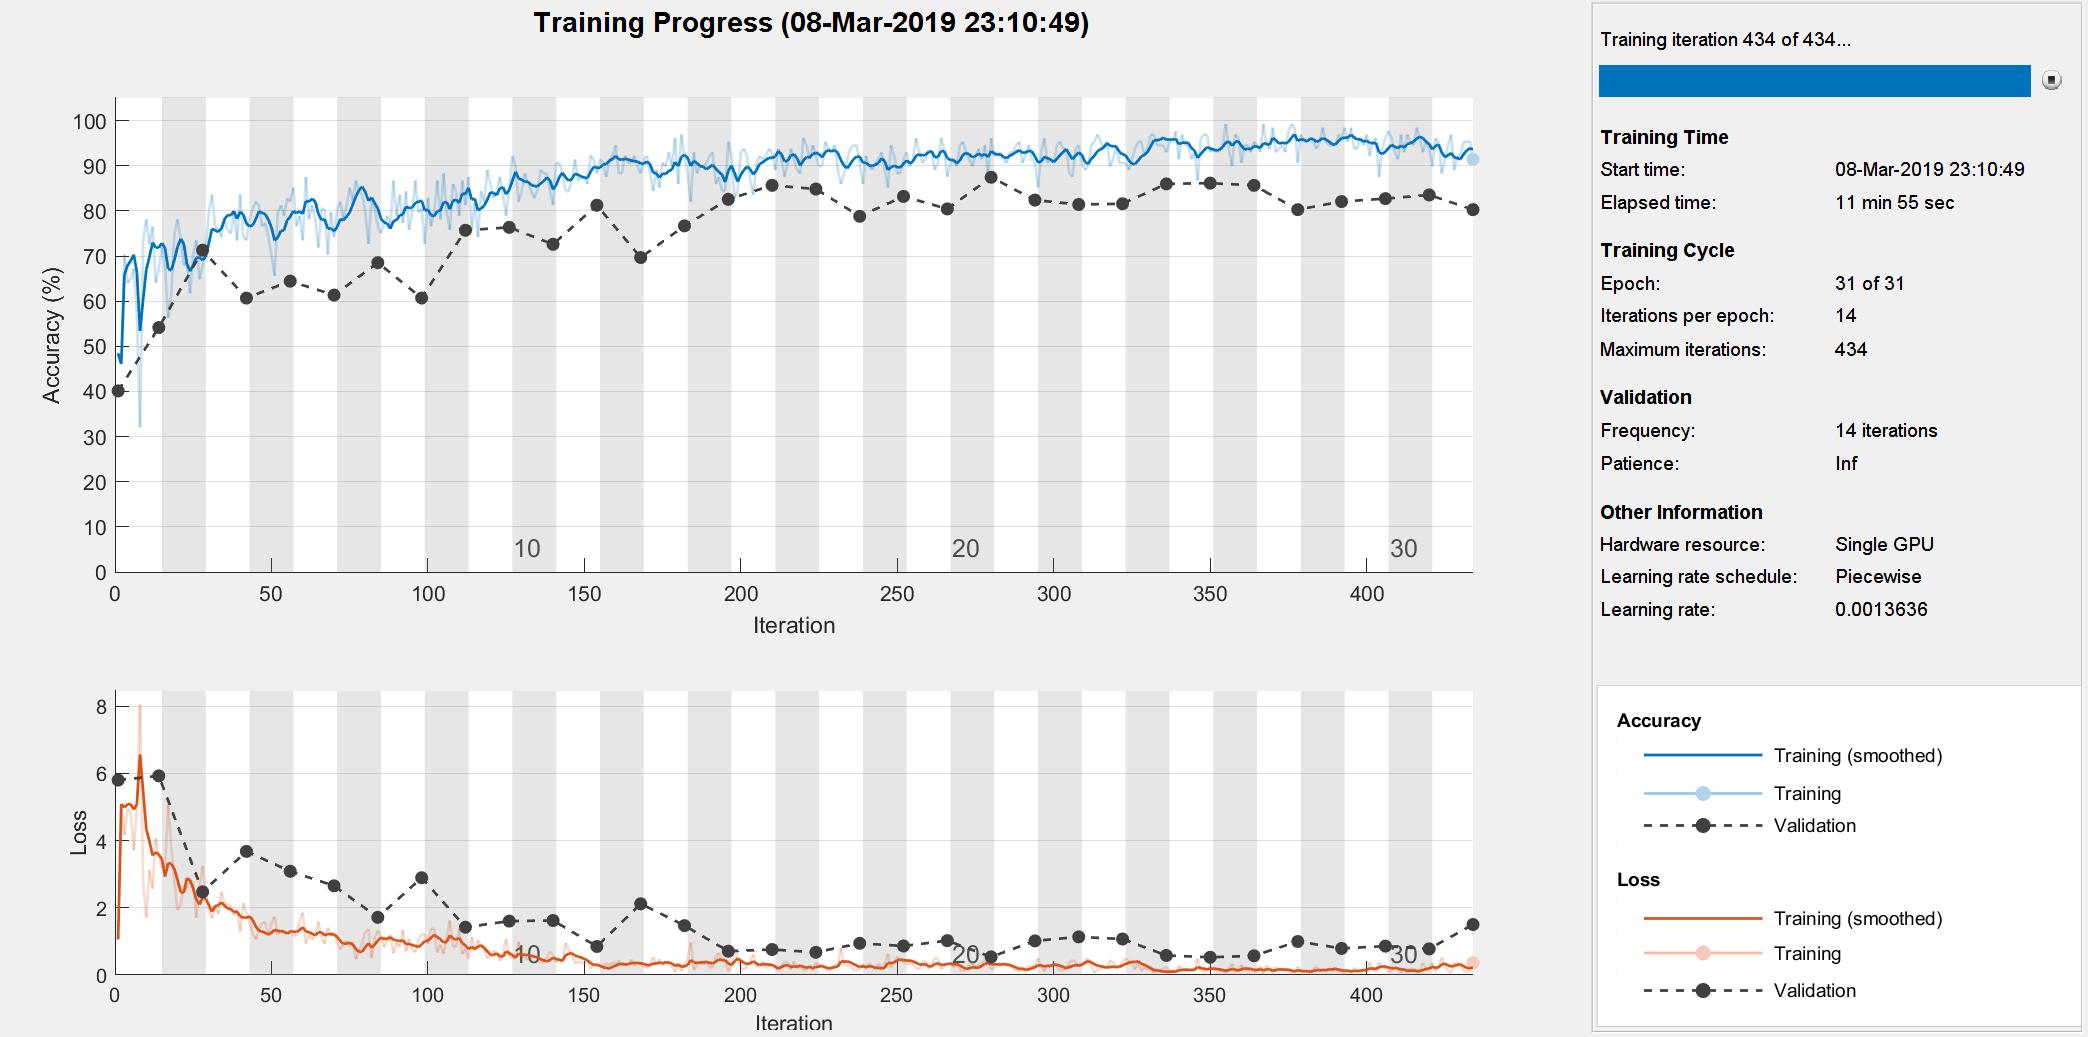 Training Progress (08-Mar-2019 23:10:49)
100
90
80
70
60
50
40
30
20
10
0
Accuracy (%)
10
20
30
0 50 100 150 200 250 300 350 400
Iteration
8
6
4
2
0
Loss
10
20
30
0 50 100 150 200 250 300 350 400
Iteration
Training iteration 434 of 434...
Training Time
Start time: 08-Mar-2019 23:10:49
Elapsed time: 11 min 55 sec
Training Cycle
Epoch: 31 of 31
Iterations per epoch: 14
Maximum iterations: 434
Validation
Frequency: 14 iterations
Patience: Inf
Other Information
Hardware resource: Single GPU
Learning rate schedule: Piecewise
Learning rate: 0.0013636
Accuracy
Training (smoothed)
Training
Validation
Loss
Training (smoothed)
Training
Validation